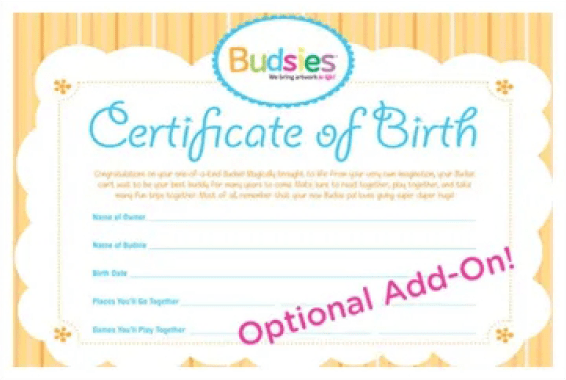 Budsies
We bring artwork to life!
Certificate of Birth
Congratulations on your one-of-a-kind Budsie! Magically brought to life from your very own imagination, your Budsie
can't wait to be your best buddy for many years to come. Make sure to read together, play together, and take
many fun trips together. Most of all, remember that your new Budsie pal loves giving super duper hugs!
Name of Owner
Name of Budsie
Birth Date
Places You'll Go Together
Games You'll Play Together
Optional Add-On!